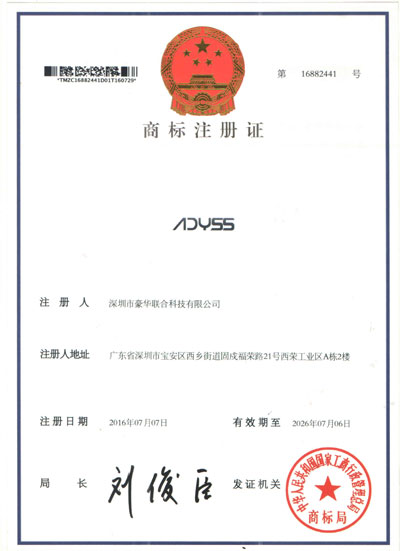 *TMZC16882441D01T160729*
第 16882441 号
商标注册证
ADYSS
注册人 深圳市豪华联合科技有限公司
注册人地址 广东省深圳市宝安区西乡街道固戍福荣路21号西荣工业区A栋2楼
注册日期 2016年07月07日 有效期至 2026年07月06日
局长 刘俊臣 发证机关
中华人民共和国国家工商行政管理总局
商标局